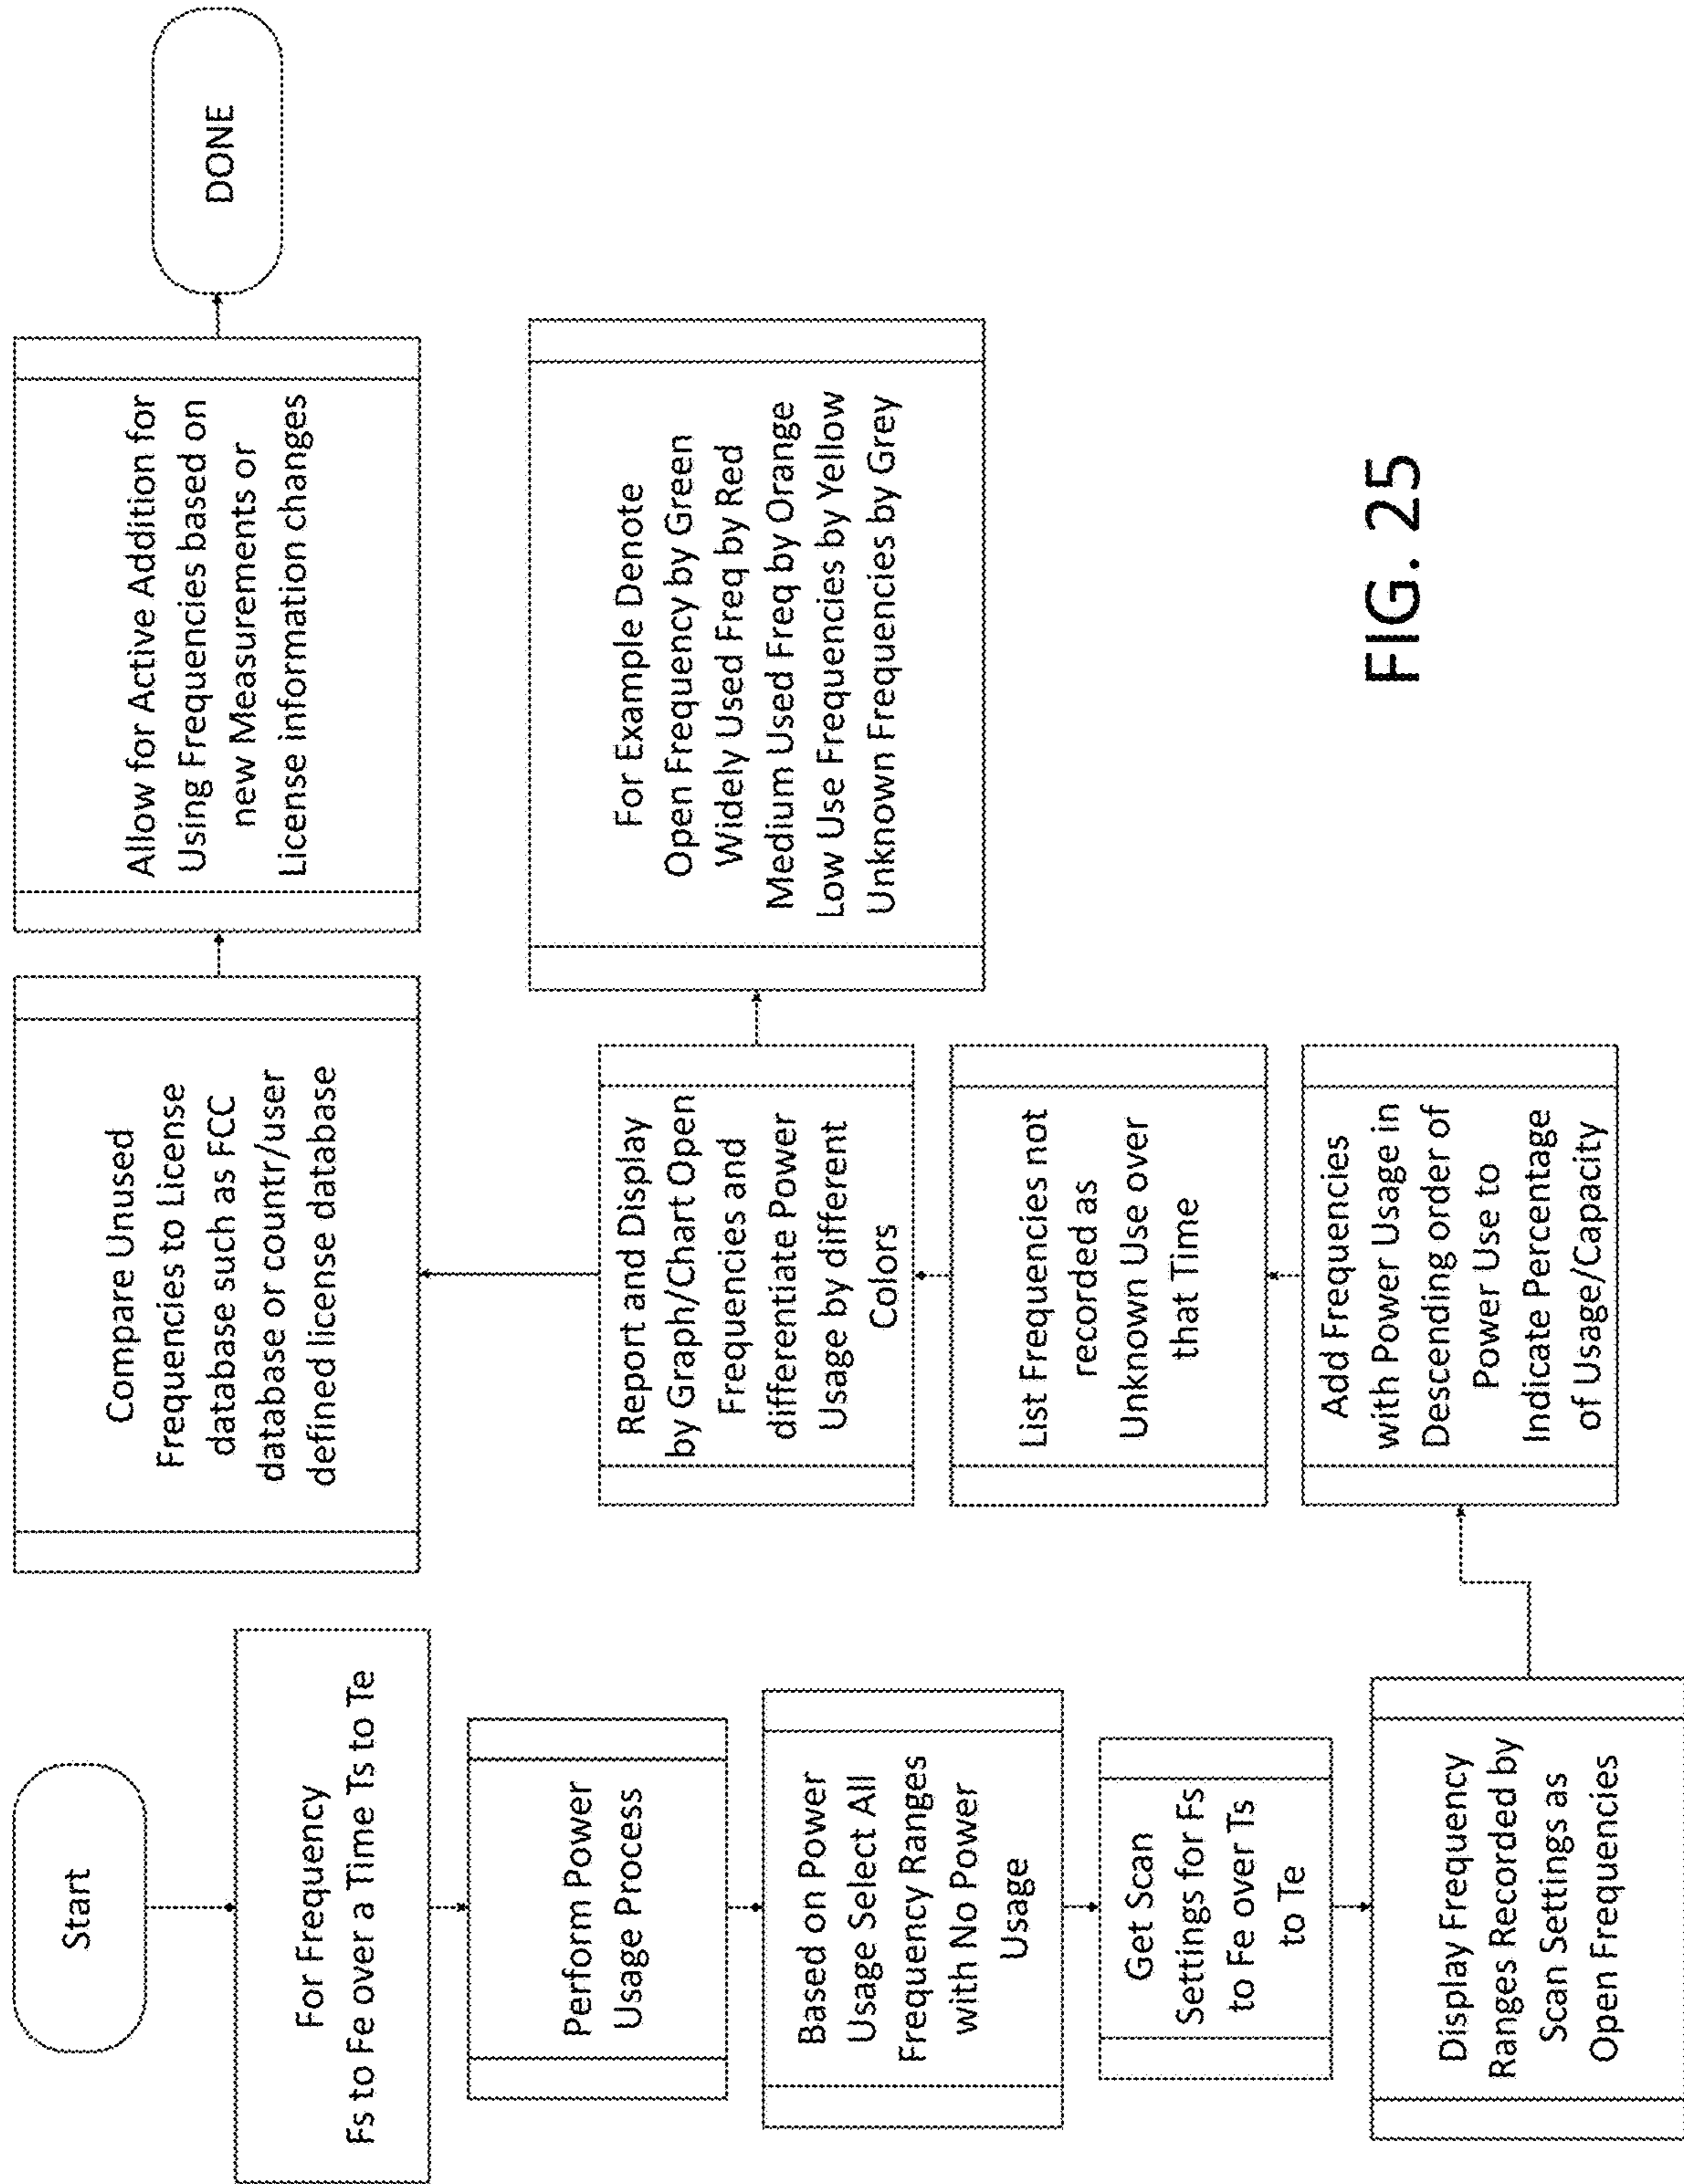 Start
For Frequency
Fs to Fe over a Time Ts to Te
Perform Power
Usage Process
Based on Power
Usage Select All
Frequency Ranges
with No Power
Usage
Get Scan
Settings for Fs
to Fe over Ts
to Te
Display Frequency
Ranges Recorded by
Scan Settings as
Open Frequencies
Add Frequencies
with Power Usage in
Descending order of
Power Use to
Indicate Percentage
of Usage/Capacity
List Frequencies not
recorded as
Unknown Use over
that Time
Report and Display
by Graph/Chart Open
Frequencies and
differentiate Power
Usage by different
Colors
For Example Denote
Open Frequency by Green
Widely Used Freq by Red
Medium Used Freq by Orange
Low Use Frequencies by Yellow
Unknown Frequencies by Grey
Compare Unused
Frequencies to License
database such as FCC
database or countr/user
defined license database
Allow for Active Addition for
Using Frequencies based on
new Measurements or
License information changes
DONE
FIG. 25